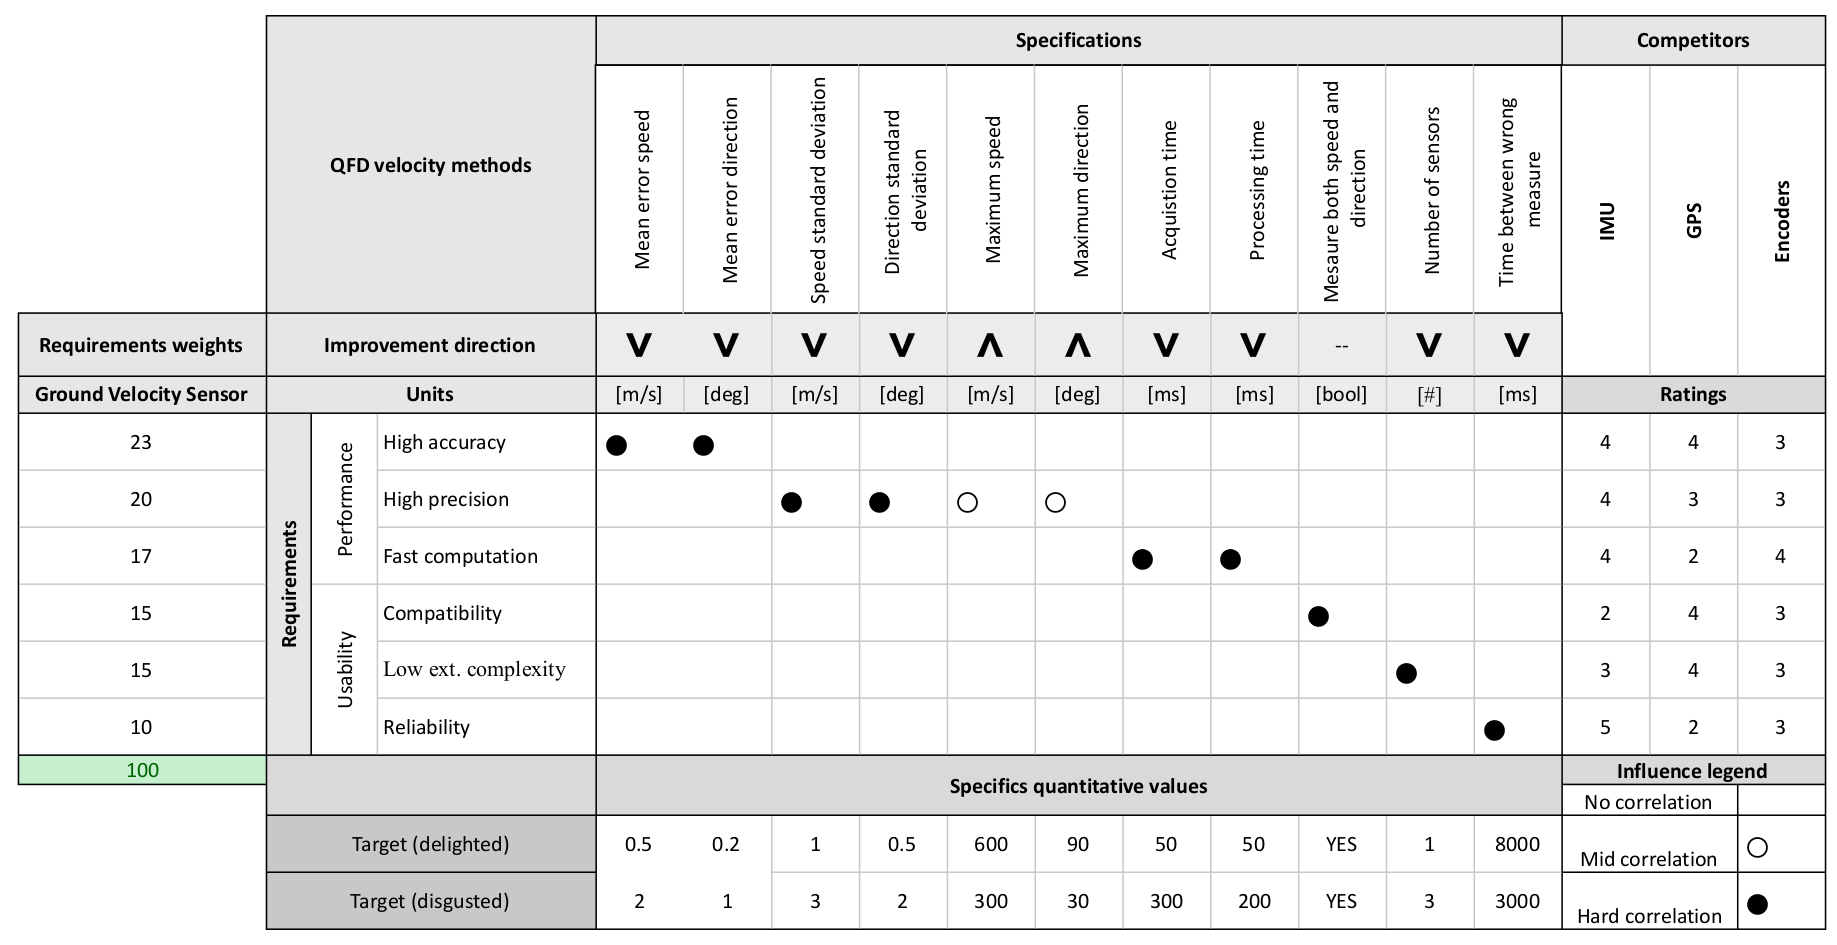 Specifications
Competitors
QFD velocity methods
Mean error speed
Mean error direction
Speed standard deviation
Direction standard
deviation
Maximum speed
Maximum direction
Acquistion time
Processing time
Mesaure both speed and
direction
Number of sensors
Time between wrong
measure
IMU
GPS
Encoders
Requirements weights
Improvement direction
V V V V Λ Λ V V -- V V
Ground Velocity Sensor
Units
[m/s] [deg] [m/s] [deg] [m/s] [deg] [ms] [ms] [bool] [#] [ms]
Ratings
Requirements
Performance
Usability
23 High accuracy 4 4 3
20 High precision 4 3 3
17 Fast computation 4 2 4
15 Compatibility 2 4 3
15 Low ext. complexity 3 4 3
10 Reliability 5 2 3
100
Specifics quantitative values
Influence legend
No correlation
Target (delighted) 0.5 0.2 1 0.5 600 90 50 50 YES 1 8000
Mid correlation
Target (disgusted) 2 1 3 2 300 30 300 200 YES 3 3000
Hard correlation